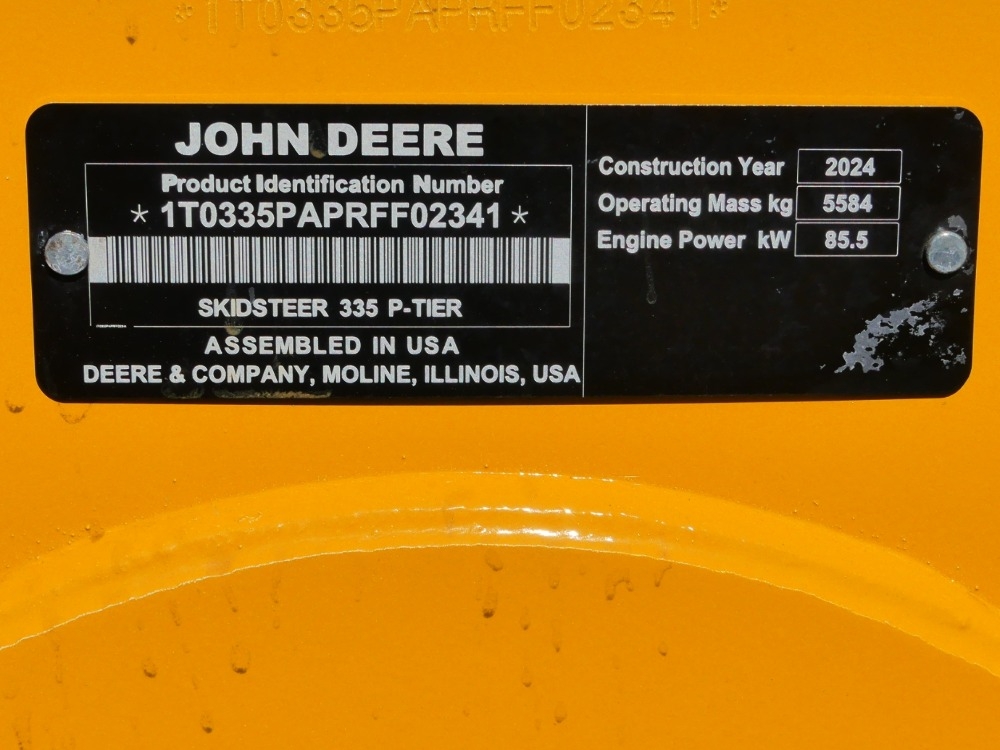 *1T0335PAPRFF02341*
JOHN DEERE
Product Identification Number
* 1T0335PAPRFF02341 *
SKIDSTEER 335 P-TIER
ASSEMBLED IN USA
DEERE & COMPANY, MOLINE, ILLINOIS, USA
Construction Year 2024
Operating Mass kg 5584
Engine Power kW 85.5